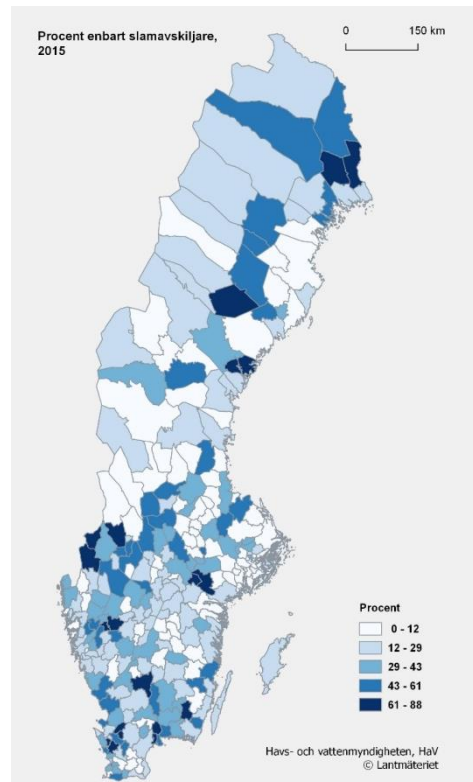 Procent enbart slamavskiljare,
2015
0 150 km
Procent
0 - 12
12 - 29
29 - 43
43 - 61
61 - 88
Havs- och vattenmyndigheten, HaV
© Lantmäteriet